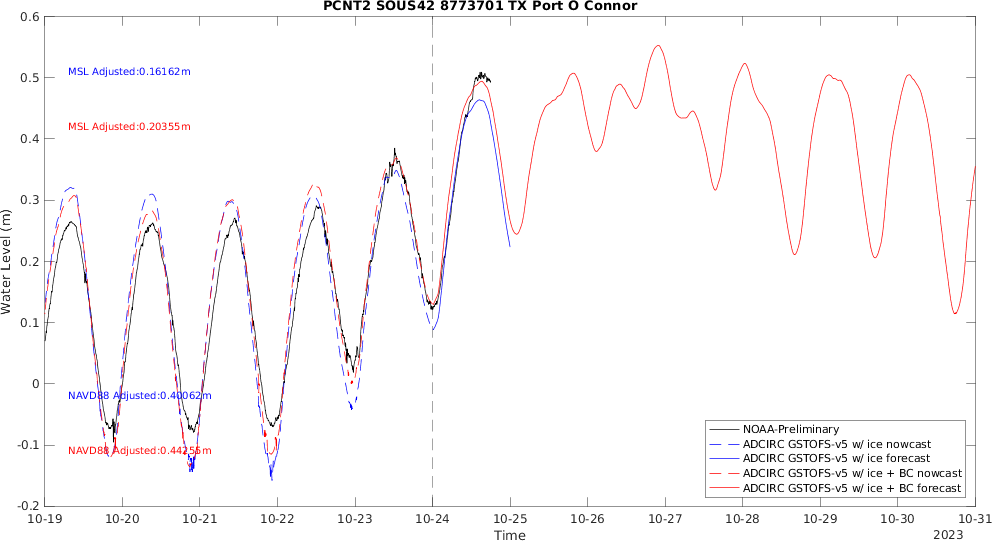 PCNT2 SOUS42 8773701 TX Port O Connor
0.6
0.5
0.4
0.3
0.2
0.1
0
-0.1
-0.2
Water Level (m)
MSL Adjusted:0.16162m
MSL Adjusted:0.20355m
NAVD88 Adjusted:0.40062m
NAVD88 Adjusted:0.44255m
NOAA-Preliminary
ADCIRC GSTOFS-v5 w/ ice nowcast
ADCIRC GSTOFS-v5 w/ ice forecast
ADCIRC GSTOFS-v5 w/ ice + BC nowcast
ADCIRC GSTOFS-v5 w/ ice + BC forecast
10-19 10-20 10-21 10-22 10-23 10-24 10-25 10-26 10-27 10-28 10-29 10-30 10-31
Time
2023